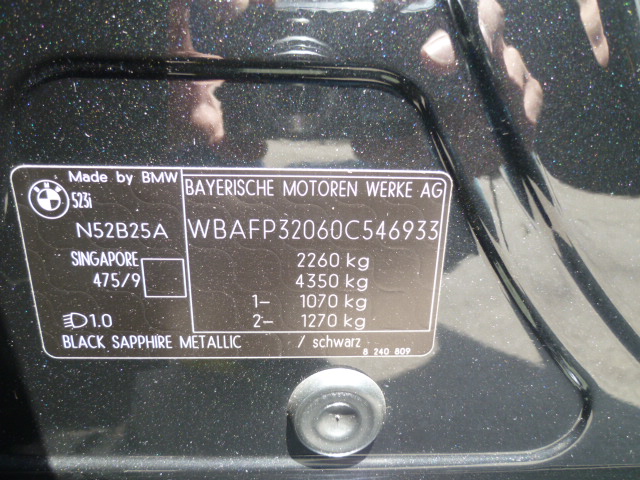 Made by BMW
BMW
523i
N52B25A
SINGAPORE
475/9
1.0
BLACK SAPPHIRE METALLIC / schwarz
BAYERISCHE MOTOREN WERKE AG
WBAFP32060C546933
2260 kg
4350 kg
1- 1070 kg
2- 1270 kg
8 240 809